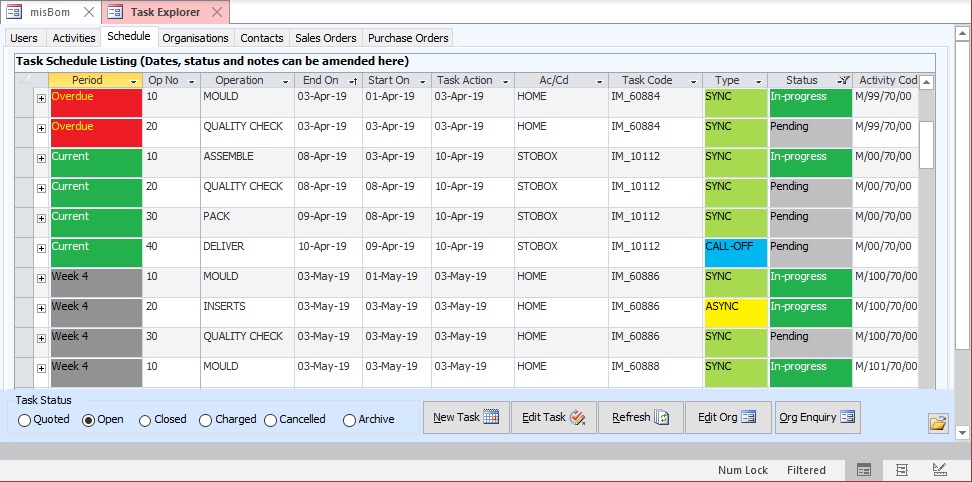 misBom Task Explorer
Users Activities Schedule Organisations Contacts Sales Orders Purchase Orders
Task Schedule Listing (Dates, status and notes can be amended here)
Period Op No Operation End On Start On Task Action Ac/Cd Task Code Type Status Activity Cod
Overdue 10 MOULD 03-Apr-19 01-Apr-19 03-Apr-19 HOME IM_60884 SYNC In-progress M/99/70/00
Overdue 20 QUALITY CHECK 03-Apr-19 03-Apr-19 03-Apr-19 HOME IM_60884 SYNC Pending M/99/70/00
Current 10 ASSEMBLE 08-Apr-19 03-Apr-19 10-Apr-19 STOBOX IM_10112 SYNC In-progress M/00/70/00
Current 20 QUALITY CHECK 08-Apr-19 08-Apr-19 10-Apr-19 STOBOX IM_10112 SYNC Pending M/00/70/00
Current 30 PACK 09-Apr-19 08-Apr-19 10-Apr-19 STOBOX IM_10112 SYNC Pending M/00/70/00
Current 40 DELIVER 10-Apr-19 09-Apr-19 10-Apr-19 STOBOX IM_10112 CALL-OFF Pending M/00/70/00
Week 4 10 MOULD 03-May-19 01-May-19 03-May-19 HOME IM_60886 SYNC In-progress M/100/70/00
Week 4 20 INSERTS 03-May-19 03-May-19 03-May-19 HOME IM_60886 ASYNC In-progress M/100/70/00
Week 4 30 QUALITY CHECK 03-May-19 03-May-19 03-May-19 HOME IM_60886 SYNC Pending M/100/70/00
Week 4 10 MOULD 03-May-19 03-May-19 03-May-19 HOME IM_60888 SYNC In-progress M/101/70/00
Task Status
Quoted Open Closed Charged Cancelled Archive New Task Edit Task Refresh Edit Org Org Enquiry
Num Lock Filtered